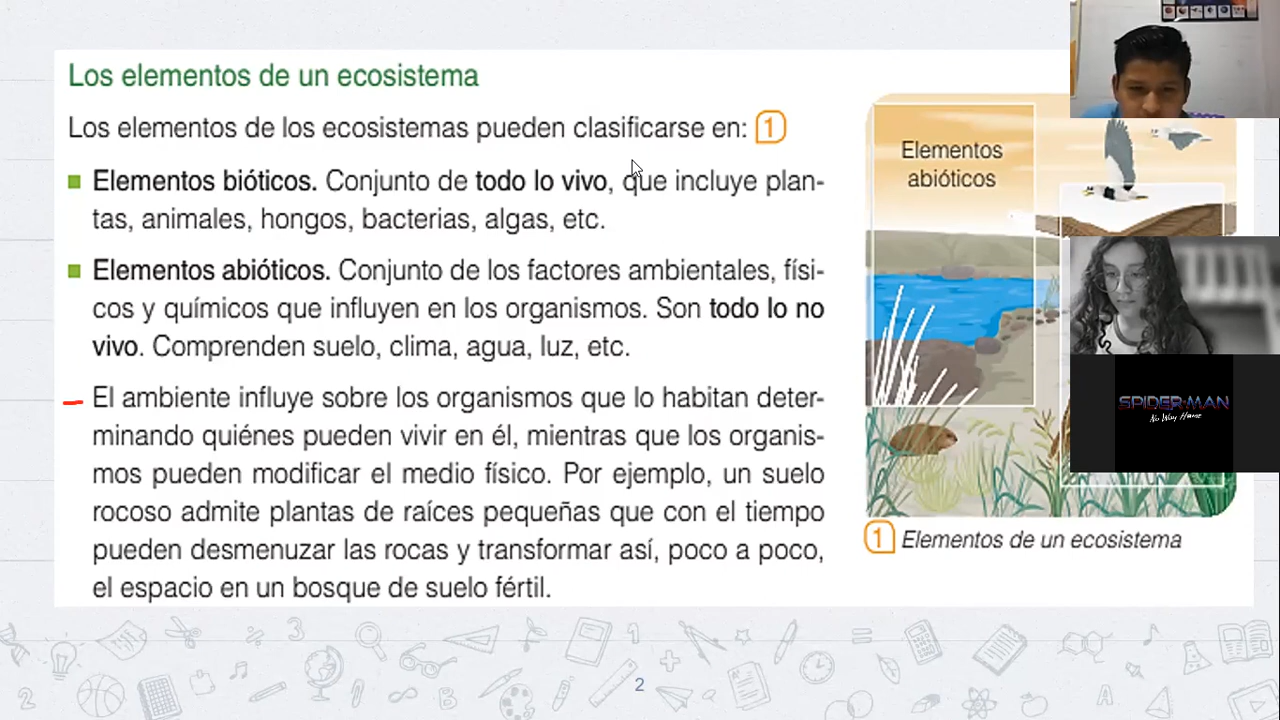 Los elementos de un ecosistema
Los elementos de los ecosistemas pueden clasificarse en: 1
Elementos bióticos. Conjunto de todo lo vivo, que incluye plan-
tas, animales, hongos, bacterias, algas, etc.
Elementos abióticos. Conjunto de los factores ambientales, físi-
cos y químicos que influyen en los organismos. Son todo lo no
vivo. Comprenden suelo, clima, agua, luz, etc.
El ambiente influye sobre los organismos que lo habitan deter-
minando quiénes pueden vivir en él, mientras que los organis-
mos pueden modificar el medio físico. Por ejemplo, un suelo
rocoso admite plantas de raíces pequeñas que con el tiempo
pueden desmenuzar las rocas y transformar así, poco a poco,
el espacio en un bosque de suelo fértil.
Elementos
abióticos
1 Elementos de un ecosistema
SPIDER-MAN
No Way Home
2